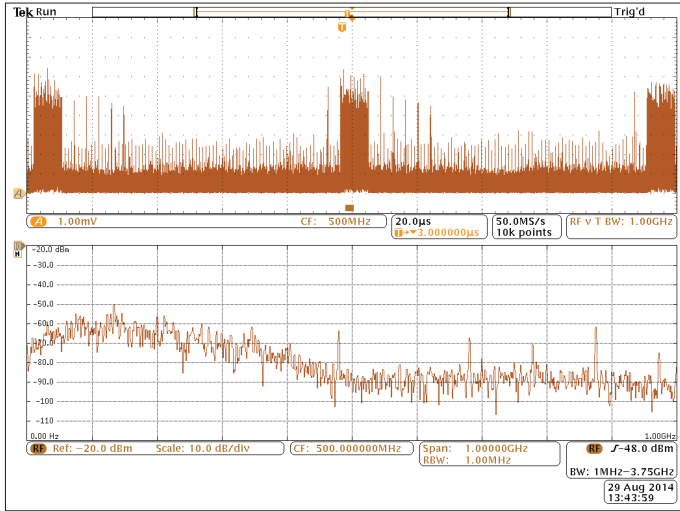 Tek Run Trig'd
T
T
A
A 1.00mV CF: 500MHz 20.0µs 50.0MS/s RF v T BW: 1.00GHz
T→▾3.000000µs 10k points
-20.0 dBm
-30.0
-40.0
-50.0
-60.0
-70.0
-80.0
-90.0
-100
-110
0.00 Hz 1.00GHz
RF Ref: -20.0 dBm Scale: 10.0 dB/div CF: 500.000000MHz Span: 1.00000GHz RF -48.0 dBm
RBW: 1.00MHz
BW: 1MHz-3.75GHz
29 Aug 2014
13:43:59